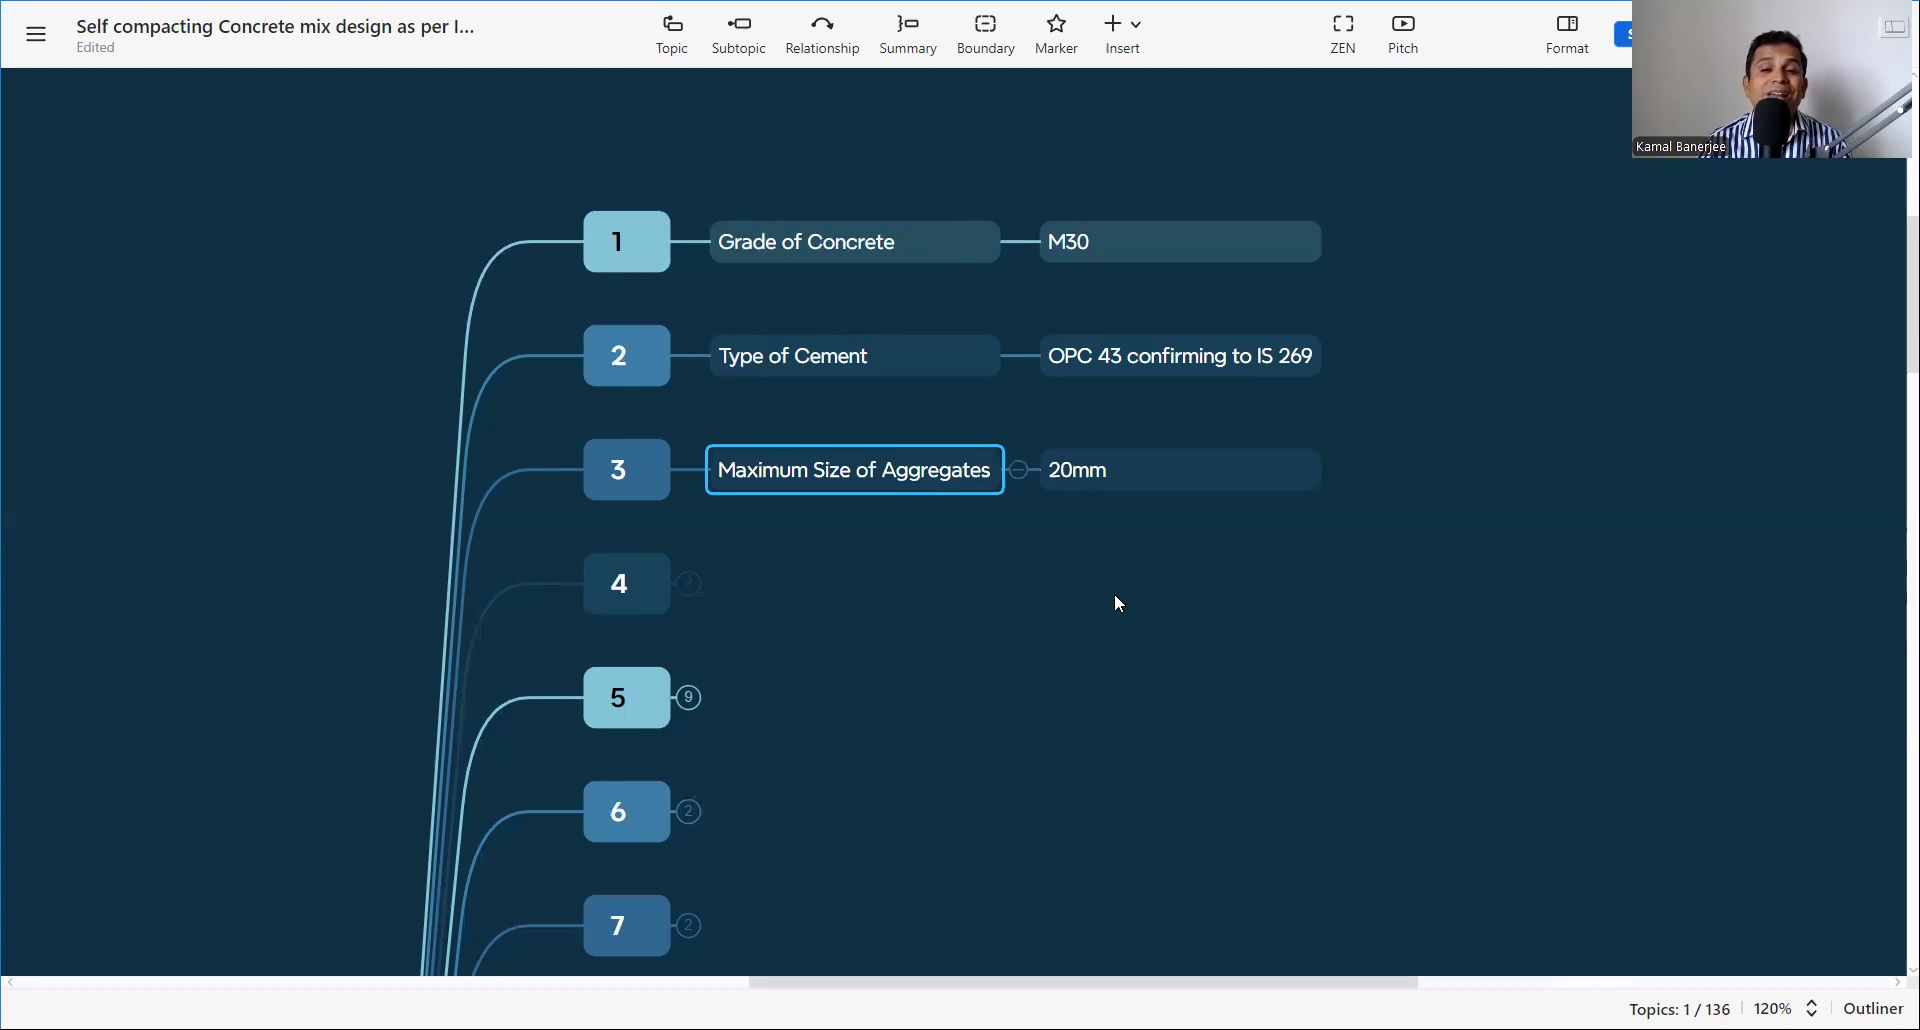 Self compacting Concrete mix design as per I...
Edited
Topic
Subtopic
Relationship
Summary
Boundary
Marker
Insert
ZEN
Pitch
Format
Kamal Banerjee
1 Grade of Concrete M30
2 Type of Cement OPC 43 confirming to IS 269
3 Maximum Size of Aggregates 20mm
4
5 9
6 2
7 2
Topics: 1 / 136 120% Outliner